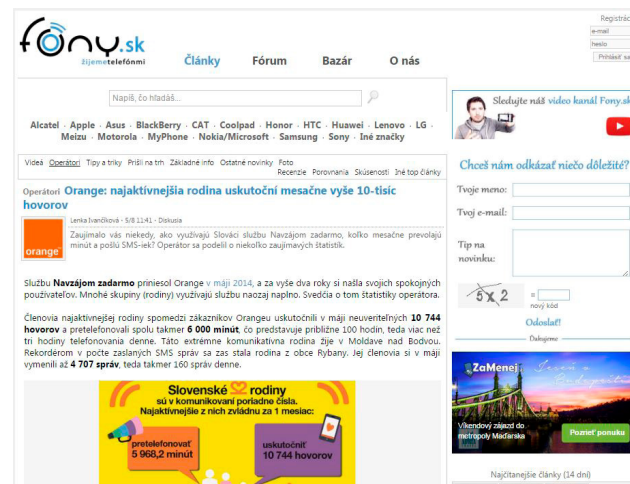 fony.sk
žijemetelefónmi
Články Fórum Bazár O nás
Registrác
e-mail
heslo
Prihlásiť sa
Napíš, čo hľadáš...
Alcatel - Apple - Asus - BlackBerry - CAT - Coolpad - Honor - HTC - Huawei - Lenovo - LG -
Meizu - Motorola - MyPhone - Nokia/Microsoft - Samsung - Sony - Iné značky
Videá Operátori Tipy a triky Prišli na trh Základné info Ostatné novinky Foto
Recenzie Porovnania Skúsenosti Iné top články
Operátori Orange: najaktívnejšia rodina uskutoční mesačne vyše 10-tisíc
hovorov
Lenka Ivančíková - 5/8 11:41 - Diskusia
Zaujímalo vás niekedy, ako využívajú Slováci službu Navzájom zadarmo, koľko mesačne prevolajú
minút a pošlú SMS-iek? Operátor sa podelil o niekoľko zaujímavých štatistík.
orange
Službu Navzájom zadarmo priniesol Orange v máji 2014, a za vyše dva roky si našla svojich spokojných
používateľov. Mnohé skupiny (rodiny) využívajú službu naozaj naplno. Svedčia o tom štatistiky operátora.
Členovia najaktívnejšej rodiny spomedzi zákazníkov Orangeu uskutočnili v máji neuveriteľných 10 744
hovorov a pretelefonovali spolu takmer 6 000 minút, čo predstavuje približne 100 hodín, teda viac než
tri hodiny telefonovania denne. Táto extrémne komunikatívna rodina žije v Moldave nad Bodvou.
Rekordérom v počte zaslaných SMS správ sa zas stala rodina z obce Rybany. Jej členovia si v máji
vymenili až 4 707 správ, teda takmer 160 správ denne.
Slovenské rodiny
sú v komunikovaní poriadne čísla.
Najaktívnejšie z nich zvládnu za 1 mesiac:
pretelefonovať
5 968,2 minút
uskutočniť
10 744 hovorov
Sledujte náš video kanál Fony.sk
Chceš nám odkázať niečo dôležité?
Tvoje meno:
Tvoj e-mail:
Tip na
novinku:
5 x 2
=
nový kód
Odoslať!
Ďakujeme
ZaMenej
Jeseň v
Budapešti
Víkendový zájazd do
metropoly Maďarska
Pozrieť ponuku
Najčítanejšie články (14 dní)